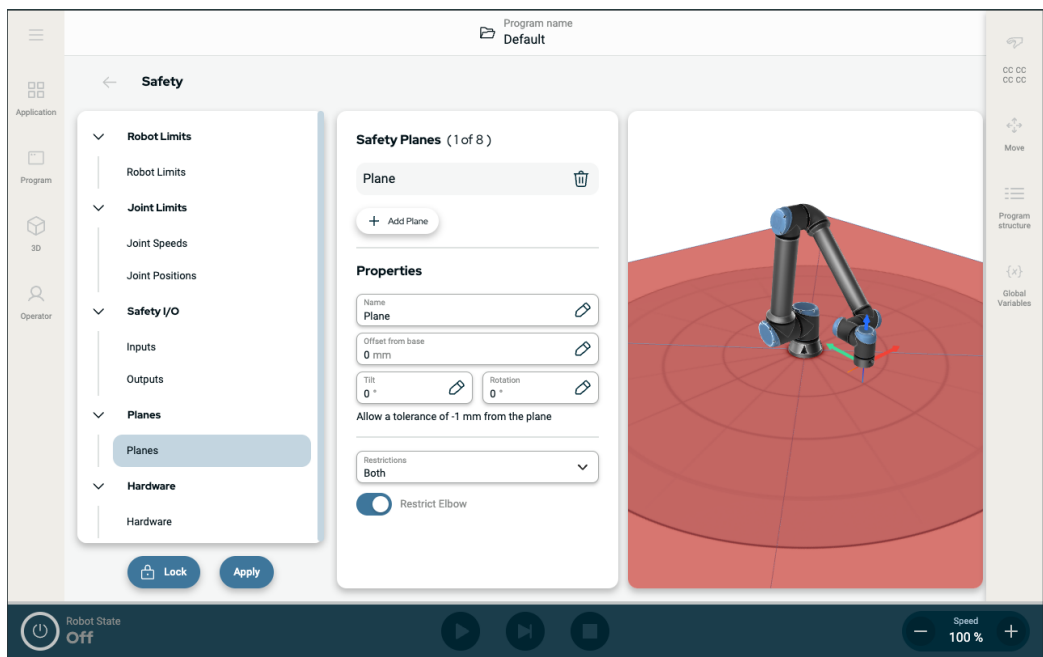 Program name
Default
Application
Program
3D
Operator
Safety
Robot Limits
Robot Limits
Joint Limits
Joint Speeds
Joint Positions
Safety I/O
Inputs
Outputs
Planes
Planes
Hardware
Hardware
Lock
Apply
Safety Planes (1 of 8)
Plane
Add Plane
Properties
Name
Plane
Offset from base
0 mm
Tilt
0 °
Rotation
0 °
Allow a tolerance of -1 mm from the plane
Restrictions
Both
Restrict Elbow
CC CC
CC CC
Move
Program
structure
{x}
Global
Variables
Robot State
Off
Speed
100 %